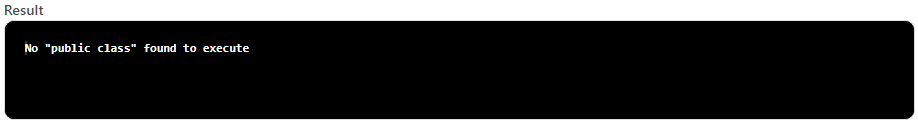 Result
No "public class" found to execute